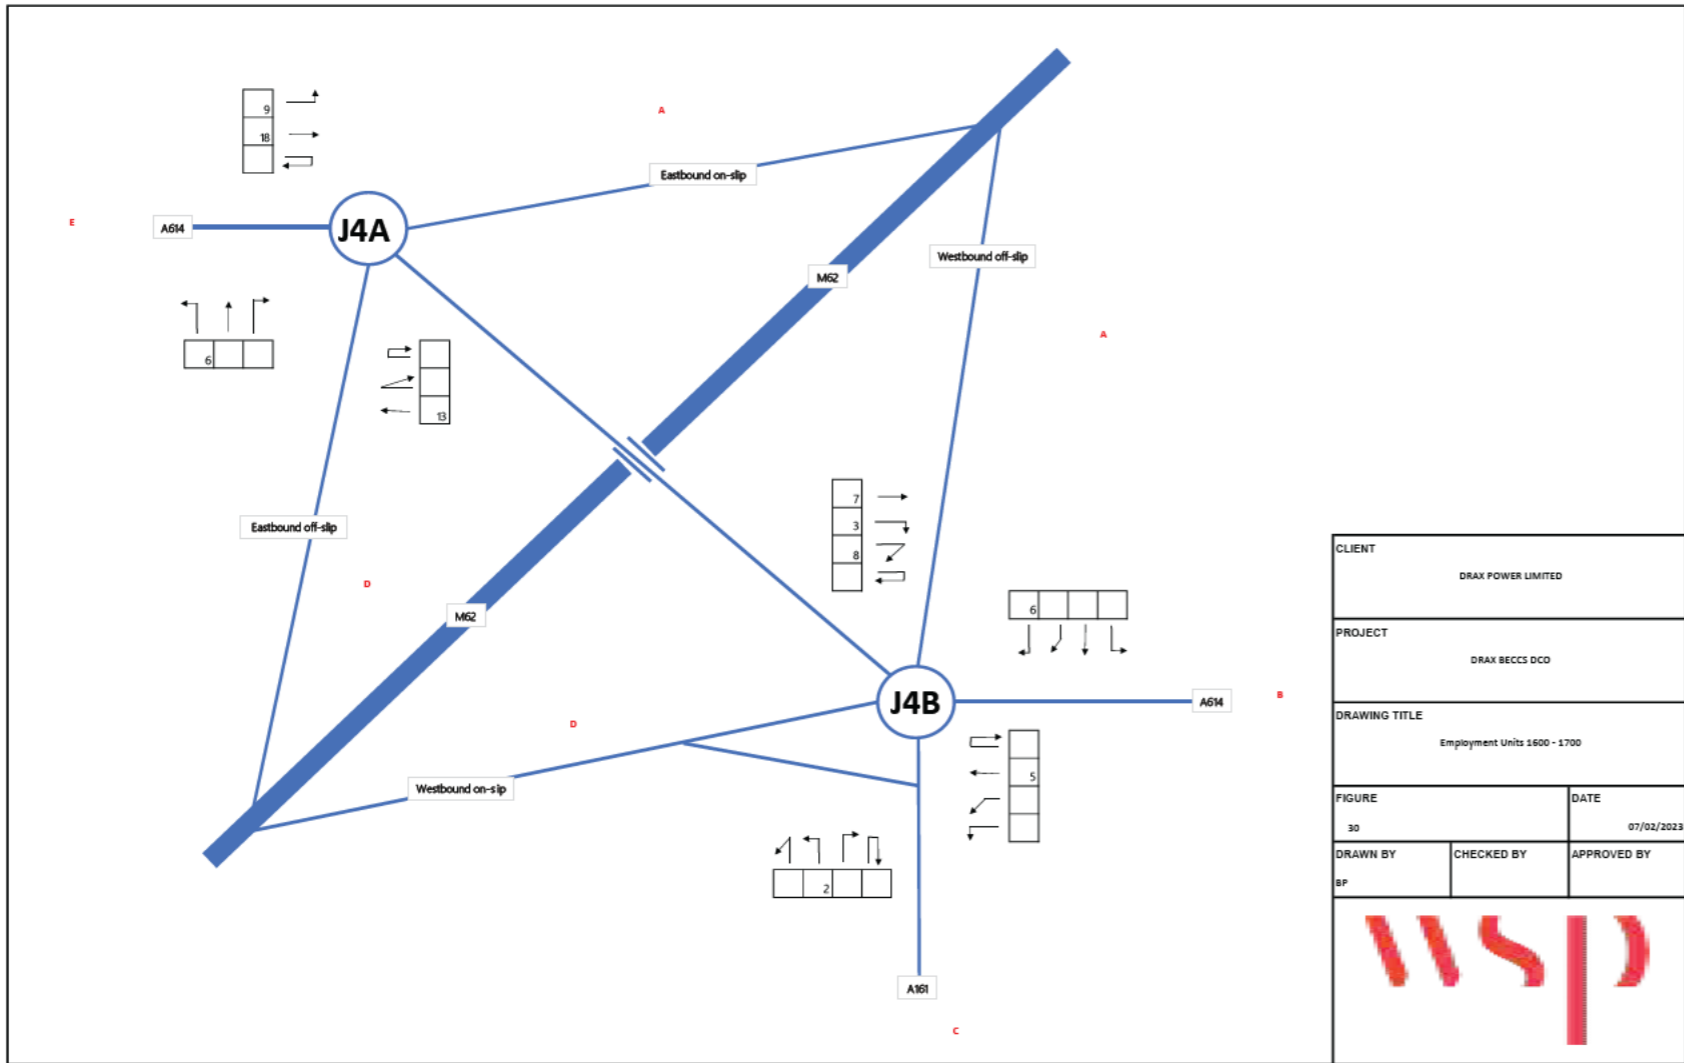 9
18
A
Eastbound on-slip
E
A614
J4A
Westbound off-slip
M62
A
6
13
7
3
8
Eastbound off-slip
D
M62
6
J4B
A614
B
D
5
Westbound on-s ip
2
A161
C
CLIENT
DRAX POWER LIMITED
PROJECT
DRAX BECCS DCO
DRAWING TITLE
Employment Units 1600 - 1700
FIGURE
DATE
30
07/02/2023
DRAWN BY
CHECKED BY
APPROVED BY
BP
wsp